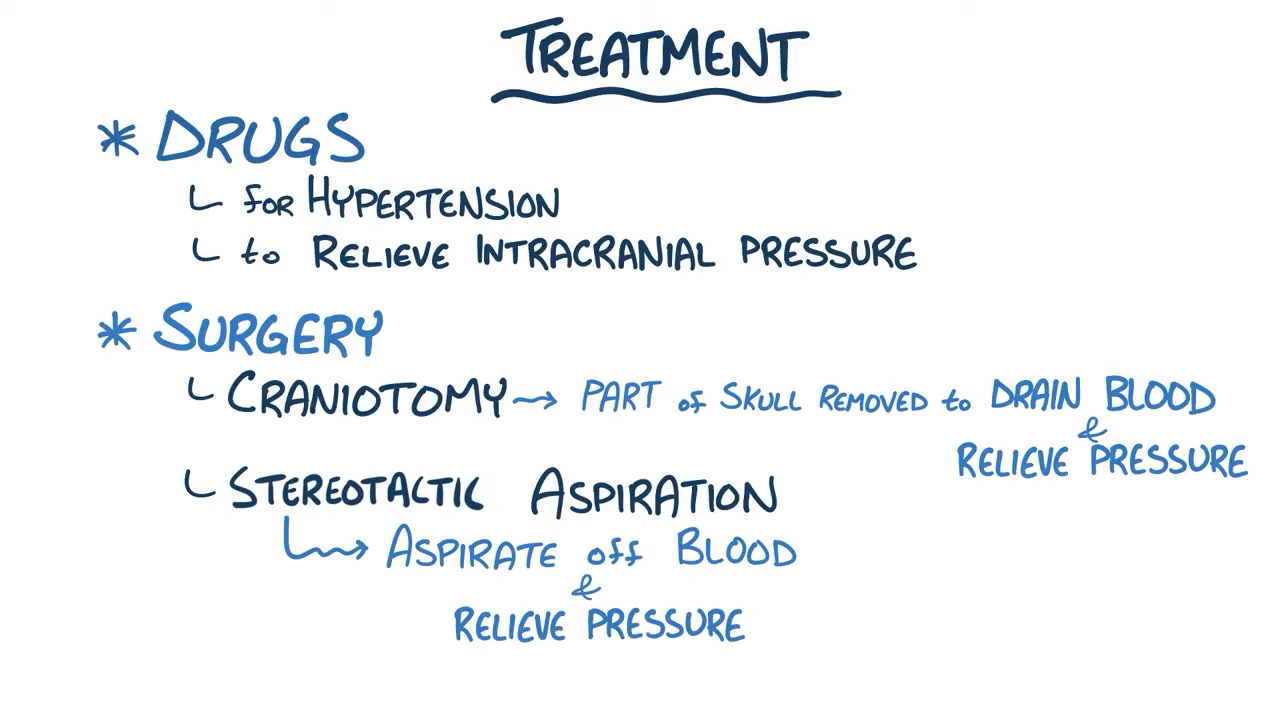 TREATMENT
* DRUGS
for HYPERTENSION
to RELIEVE INTRACRANIAL PRESSURE
* SURGERY
CRANIOTOMY → PART of SKULL REMOVED to DRAIN BLOOD
&
RELIEVE PRESSURE
STEREOTACTIC ASPIRATION
→ ASPIRATE off BLOOD
&
RELIEVE PRESSURE